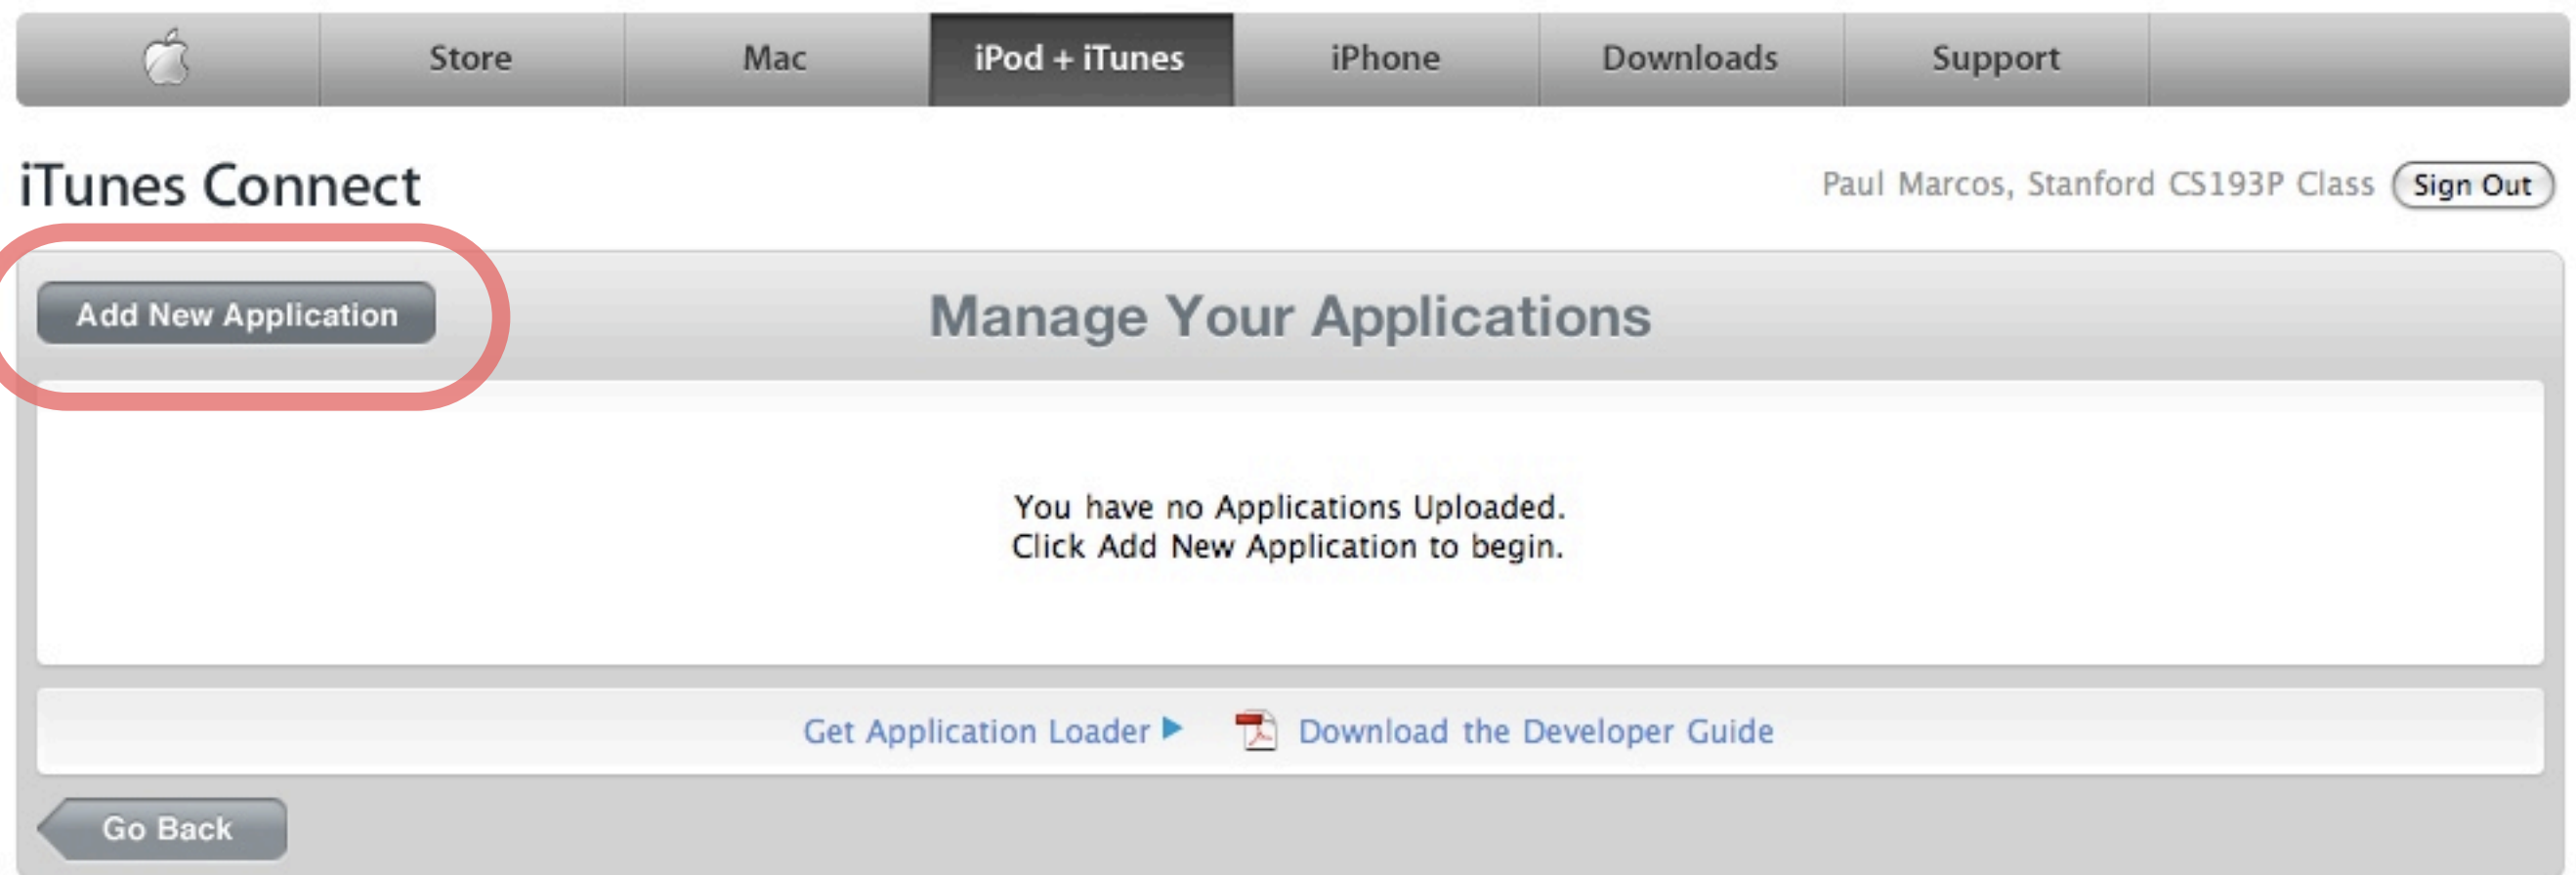 Store Mac iPod + iTunes iPhone Downloads Support
iTunes Connect
Paul Marcos, Stanford CS193P Class Sign Out
Add New Application
Manage Your Applications
You have no Applications Uploaded.
Click Add New Application to begin.
Get Application Loader Download the Developer Guide
Go Back